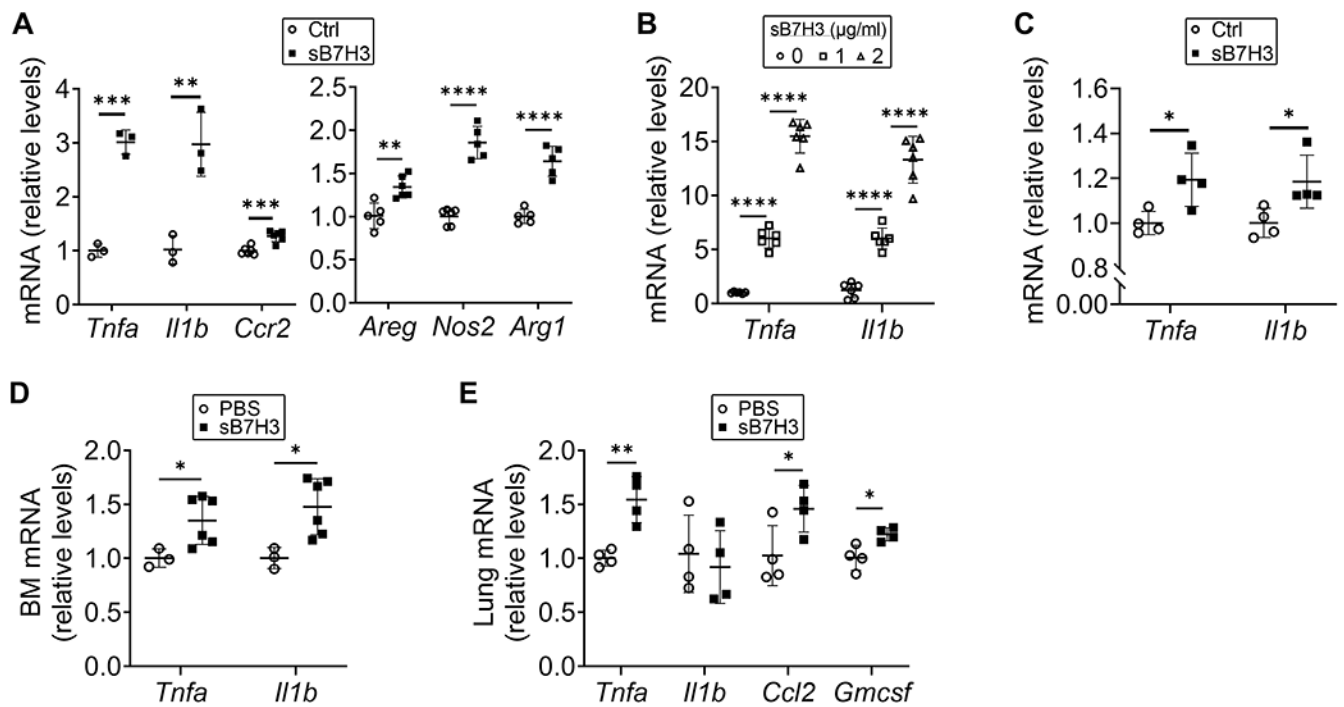 A
Ctrl
sB7H3
mRNA (relative levels)
4
3
2
1
0
***
**
***
Tnfa Il1b Ccr2
2.5
2.0
1.5
1.0
0.5
0.0
**
****
****
Areg Nos2 Arg1
B
sB7H3 (μg/ml)
0 1 2
mRNA (relative levels)
20
15
10
5
0
****
****
****
****
Tnfa Il1b
C
Ctrl
sB7H3
mRNA (relative levels)
1.6
1.4
1.2
1.0
0.8
0.00
*
*
Tnfa Il1b
D
PBS
sB7H3
BM mRNA
(relative levels)
2.0
1.5
1.0
0.5
0.0
*
*
Tnfa Il1b
E
PBS
sB7H3
Lung mRNA
(relative levels)
2.0
1.5
1.0
0.5
0.0
**
*
*
Tnfa Il1b Ccl2 Gmcsf